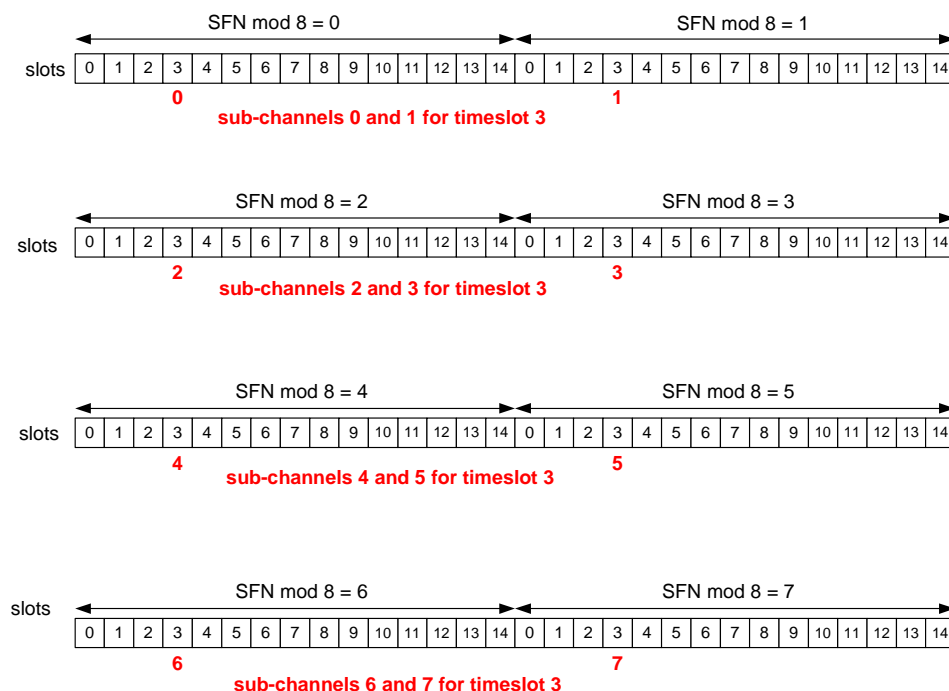 SFN mod 8 = 0 SFN mod 8 = 1
slots 0 1 2 3 4 5 6 7 8 9 10 11 12 13 14 0 1 2 3 4 5 6 7 8 9 10 11 12 13 14
0 1
sub-channels 0 and 1 for timeslot 3
SFN mod 8 = 2 SFN mod 8 = 3
slots 0 1 2 3 4 5 6 7 8 9 10 11 12 13 14 0 1 2 3 4 5 6 7 8 9 10 11 12 13 14
2 3
sub-channels 2 and 3 for timeslot 3
SFN mod 8 = 4 SFN mod 8 = 5
slots 0 1 2 3 4 5 6 7 8 9 10 11 12 13 14 0 1 2 3 4 5 6 7 8 9 10 11 12 13 14
4 5
sub-channels 4 and 5 for timeslot 3
SFN mod 8 = 6 SFN mod 8 = 7
slots
0 1 2 3 4 5 6 7 8 9 10 11 12 13 14 0 1 2 3 4 5 6 7 8 9 10 11 12 13 14
6 7
sub-channels 6 and 7 for timeslot 3